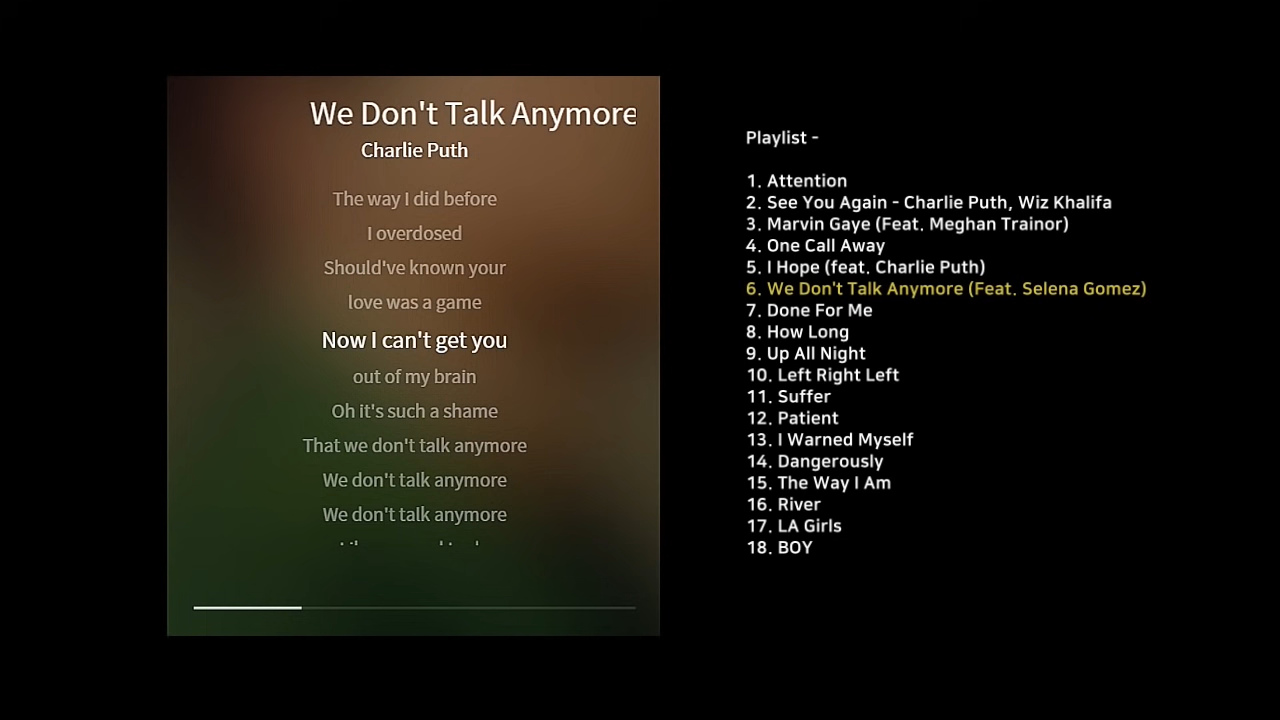 We Don't Talk Anymore
Charlie Puth
The way I did before
I overdosed
Should've known your
love was a game
Now I can't get you
out of my brain
Oh it's such a shame
That we don't talk anymore
We don't talk anymore
We don't talk anymore
Playlist -
1. Attention
2. See You Again - Charlie Puth, Wiz Khalifa
3. Marvin Gaye (Feat. Meghan Trainor)
4. One Call Away
5. I Hope (feat. Charlie Puth)
6. We Don't Talk Anymore (Feat. Selena Gomez)
7. Done For Me
8. How Long
9. Up All Night
10. Left Right Left
11. Suffer
12. Patient
13. I Warned Myself
14. Dangerously
15. The Way I Am
16. River
17. LA Girls
18. BOY